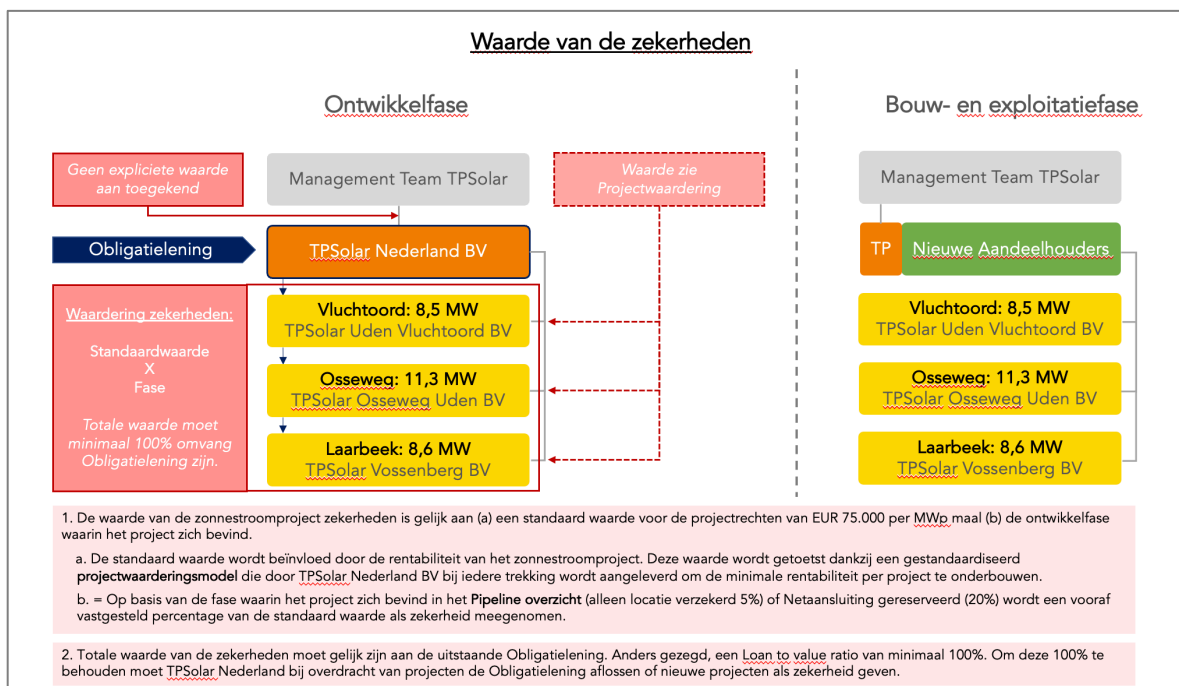 Waarde van de zekerheden
Ontwikkelfase
Bouw- en exploitatiefase
Geen expliciete waarde
aan toegekend
Management Team TPSolar
Waarde zie
Projectwaardering
Management Team TPSolar
Obligatielening
TPSolar Nederland BV
TP
Nieuwe Aandeelhouders
Waardering zekerheden:
Standaardwaarde
X
Fase
Totale waarde moet
minimaal 100% omvang
Obligatielening zijn.
Vluchtoord: 8,5 MW
TPSolar Uden Vluchtoord BV
Osseweg: 11,3 MW
TPSolar Osseweg Uden BV
Laarbeek: 8,6 MW
TPSolar Vossenberg BV
Vluchtoord: 8,5 MW
TPSolar Uden Vluchtoord BV
Osseweg: 11,3 MW
TPSolar Osseweg Uden BV
Laarbeek: 8,6 MW
TPSolar Vossenberg BV
1. De waarde van de zonnestroomproject zekerheden is gelijk aan (a) een standaard waarde voor de projectrechten van EUR 75.000 per MWp maal (b) de ontwikkelfase
waarin het project zich bevind.
a. De standaard waarde wordt beïnvloed door de rentabiliteit van het zonnestroomproject. Deze waarde wordt getoetst dankzij een gestandaardiseerd
projectwaarderingsmodel die door TPSolar Nederland BV bij iedere trekking wordt aangeleverd om de minimale rentabiliteit per project te onderbouwen.
b. = Op basis van de fase waarin het project zich bevind in het Pipeline overzicht (alleen locatie verzekerd 5%) of Netaansluiting gereserveerd (20%) wordt een vooraf
vastgesteld percentage van de standaard waarde als zekerheid meegenomen.
2. Totale waarde van de zekerheden moet gelijk zijn aan de uitstaande Obligatielening. Anders gezegd, een Loan to value ratio van minimaal 100%. Om deze 100% te
behouden moet TPSolar Nederland bij overdracht van projecten de Obligatielening aflossen of nieuwe projecten als zekerheid geven.